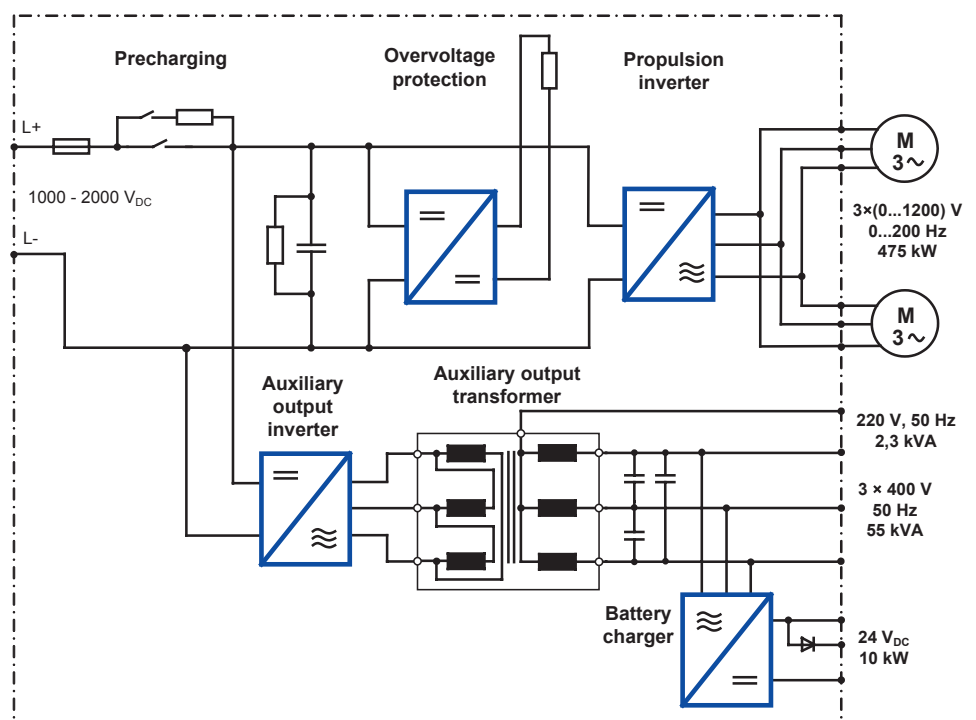 Precharging
Overvoltage
protection
Propulsion
inverter
L+
1000 - 2000 V_DC
L-
M
3∼
3×(0...1200) V
0...200 Hz
475 kW
M
3∼
Auxiliary
output
inverter
Auxiliary output
transformer
220 V, 50 Hz
2,3 kVA
3 × 400 V
50 Hz
55 kVA
Battery
charger
24 V_DC
10 kW